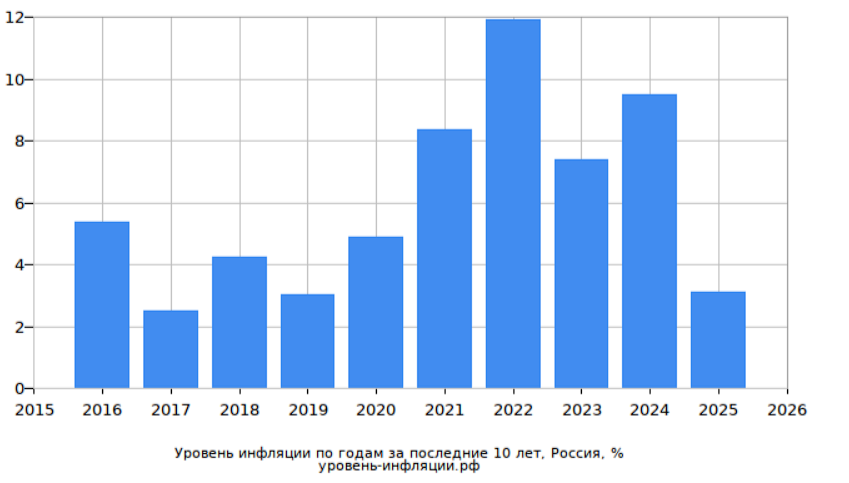 12
10
8
6
4
2
0
2015 2016 2017 2018 2019 2020 2021 2022 2023 2024 2025 2026
Уровень инфляции по годам за последние 10 лет, Россия, %
уровень-инфляции.рф